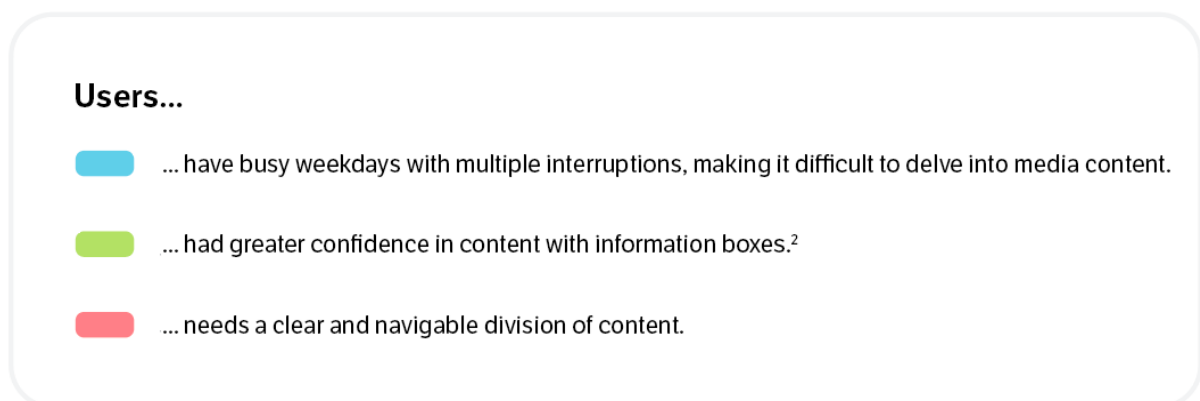 Users...
... have busy weekdays with multiple interruptions, making it difficult to delve into media content.
... had greater confidence in content with information boxes.²
... needs a clear and navigable division of content.